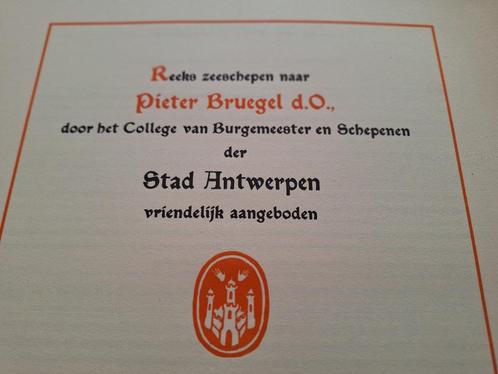 Reeks zeeschepen naar
Pieter Bruegel d.O.,
door het College van Burgemeester en Schepenen
der
Stad Antwerpen
vriendelijk aangeboden